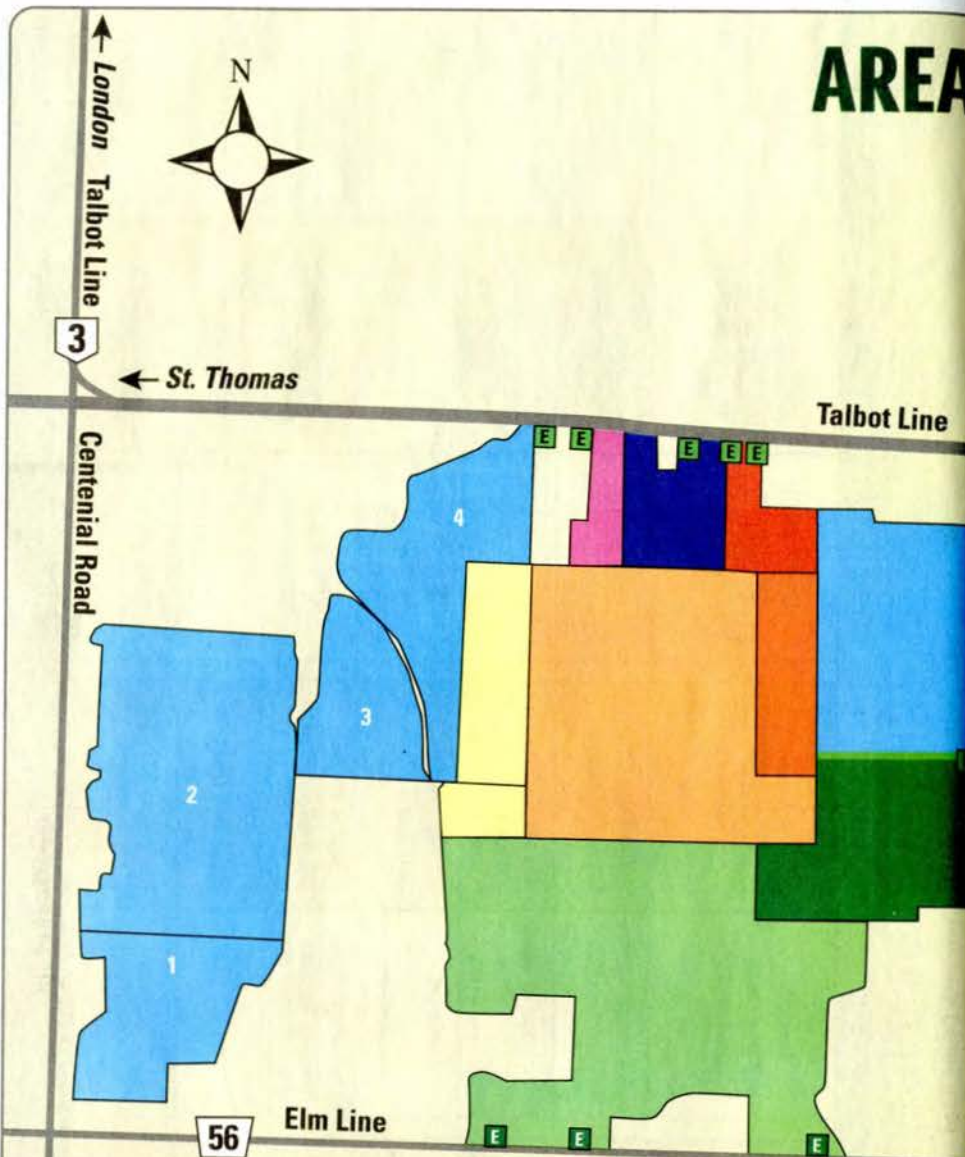 N
AREA
← London Talbot Line
3
← St. Thomas
Talbot Line
Centenial Road
E
E
E
E
E
4
3
2
1
Elm Line
56
E
E
E